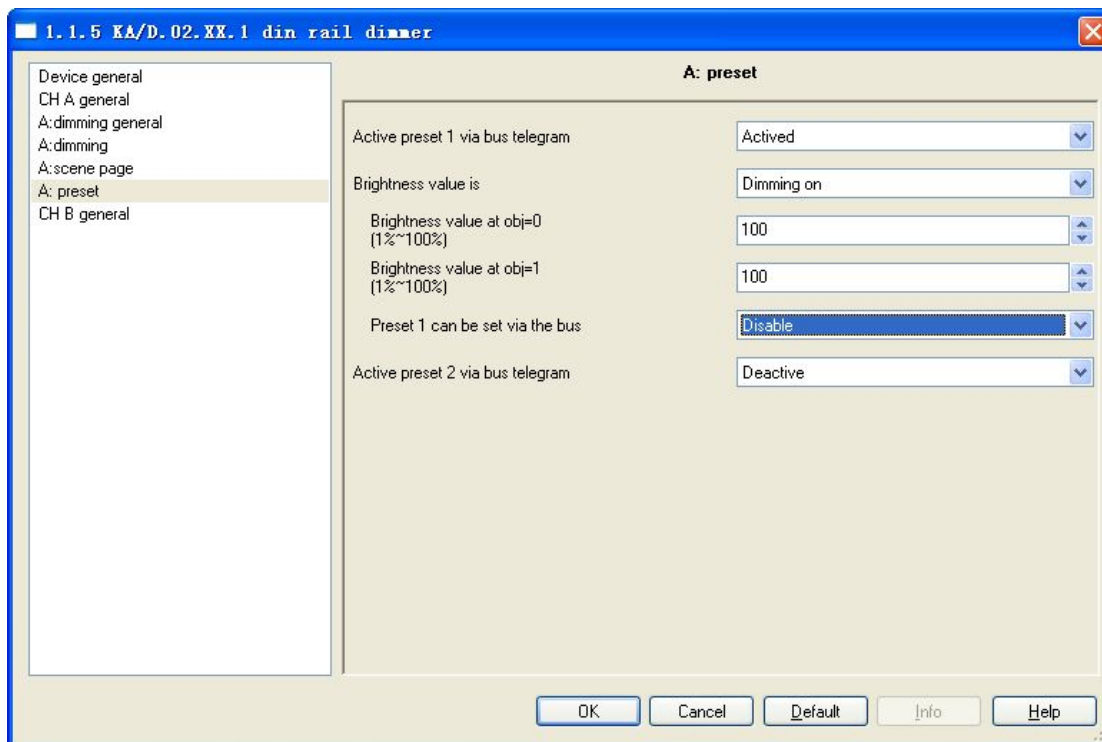 1.1.5 KA/D.02.XX.1 din rail dimmer
Device general
CH A general
A:dimming general
A:dimming
A:scene page
A: preset
CH B general
A: preset
Active preset 1 via bus telegram
Actived
Brightness value is
Dimming on
Brightness value at obj=0
(1%~100%)
100
Brightness value at obj=1
(1%~100%)
100
Preset 1 can be set via the bus
Disable
Active preset 2 via bus telegram
Deactive
OK
Cancel
Default
Info
Help